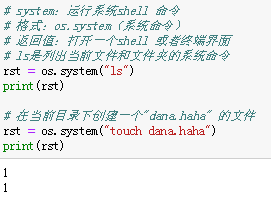 # system: 运行系统shell 命令
# 格式: os.system(系统命令)
# 返回值: 打开一个shell 或者终端界面
# ls是列出当前文件和文件夹的系统命令
rst = os.system("ls")
print(rst)
# 在当前目录下创建一个"dana.haha" 的文件
rst = os.system("touch dana.haha")
print(rst)
1
1